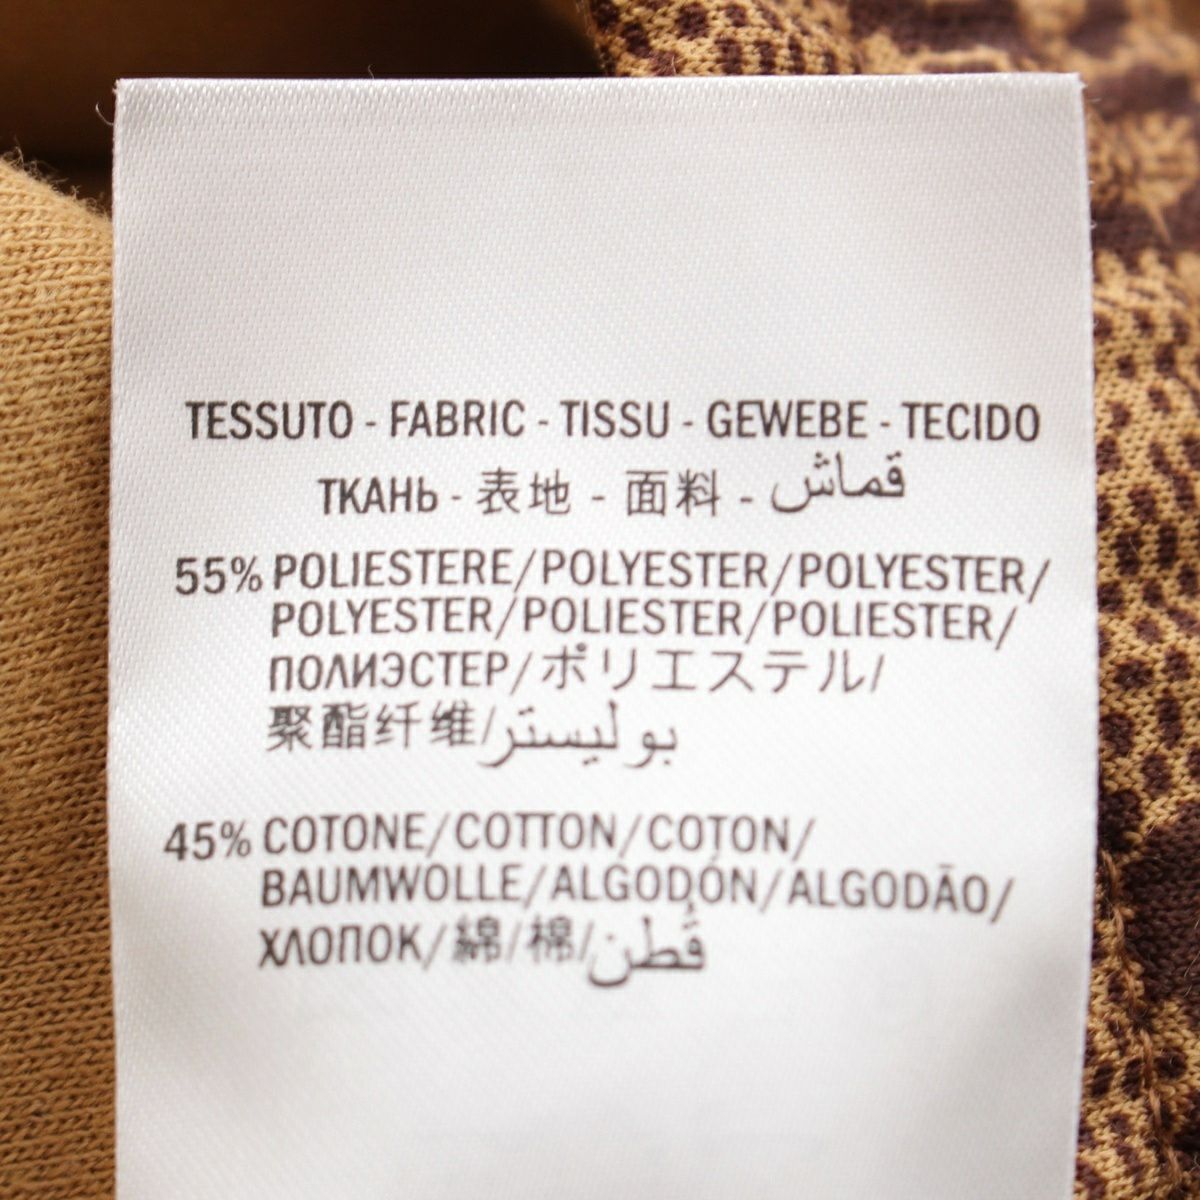 TESSUTO - FABRIC - TISSU - GEWEBE - TECIDO
ТКАНЬ - 表地 - 面料 - قماش
55% POLIESTERE/POLYESTER/POLYESTER/
POLYESTER/POLIESTER/POLIESTER/
ПОЛИЭСТЕР/ポリエステル/
聚酯纤维/بوليستر
45% COTONE/COTTON/COTON/
BAUMWOLLE/ALGODÓN/ALGODÃO/
ХЛОПОК/綿/棉/قُطن